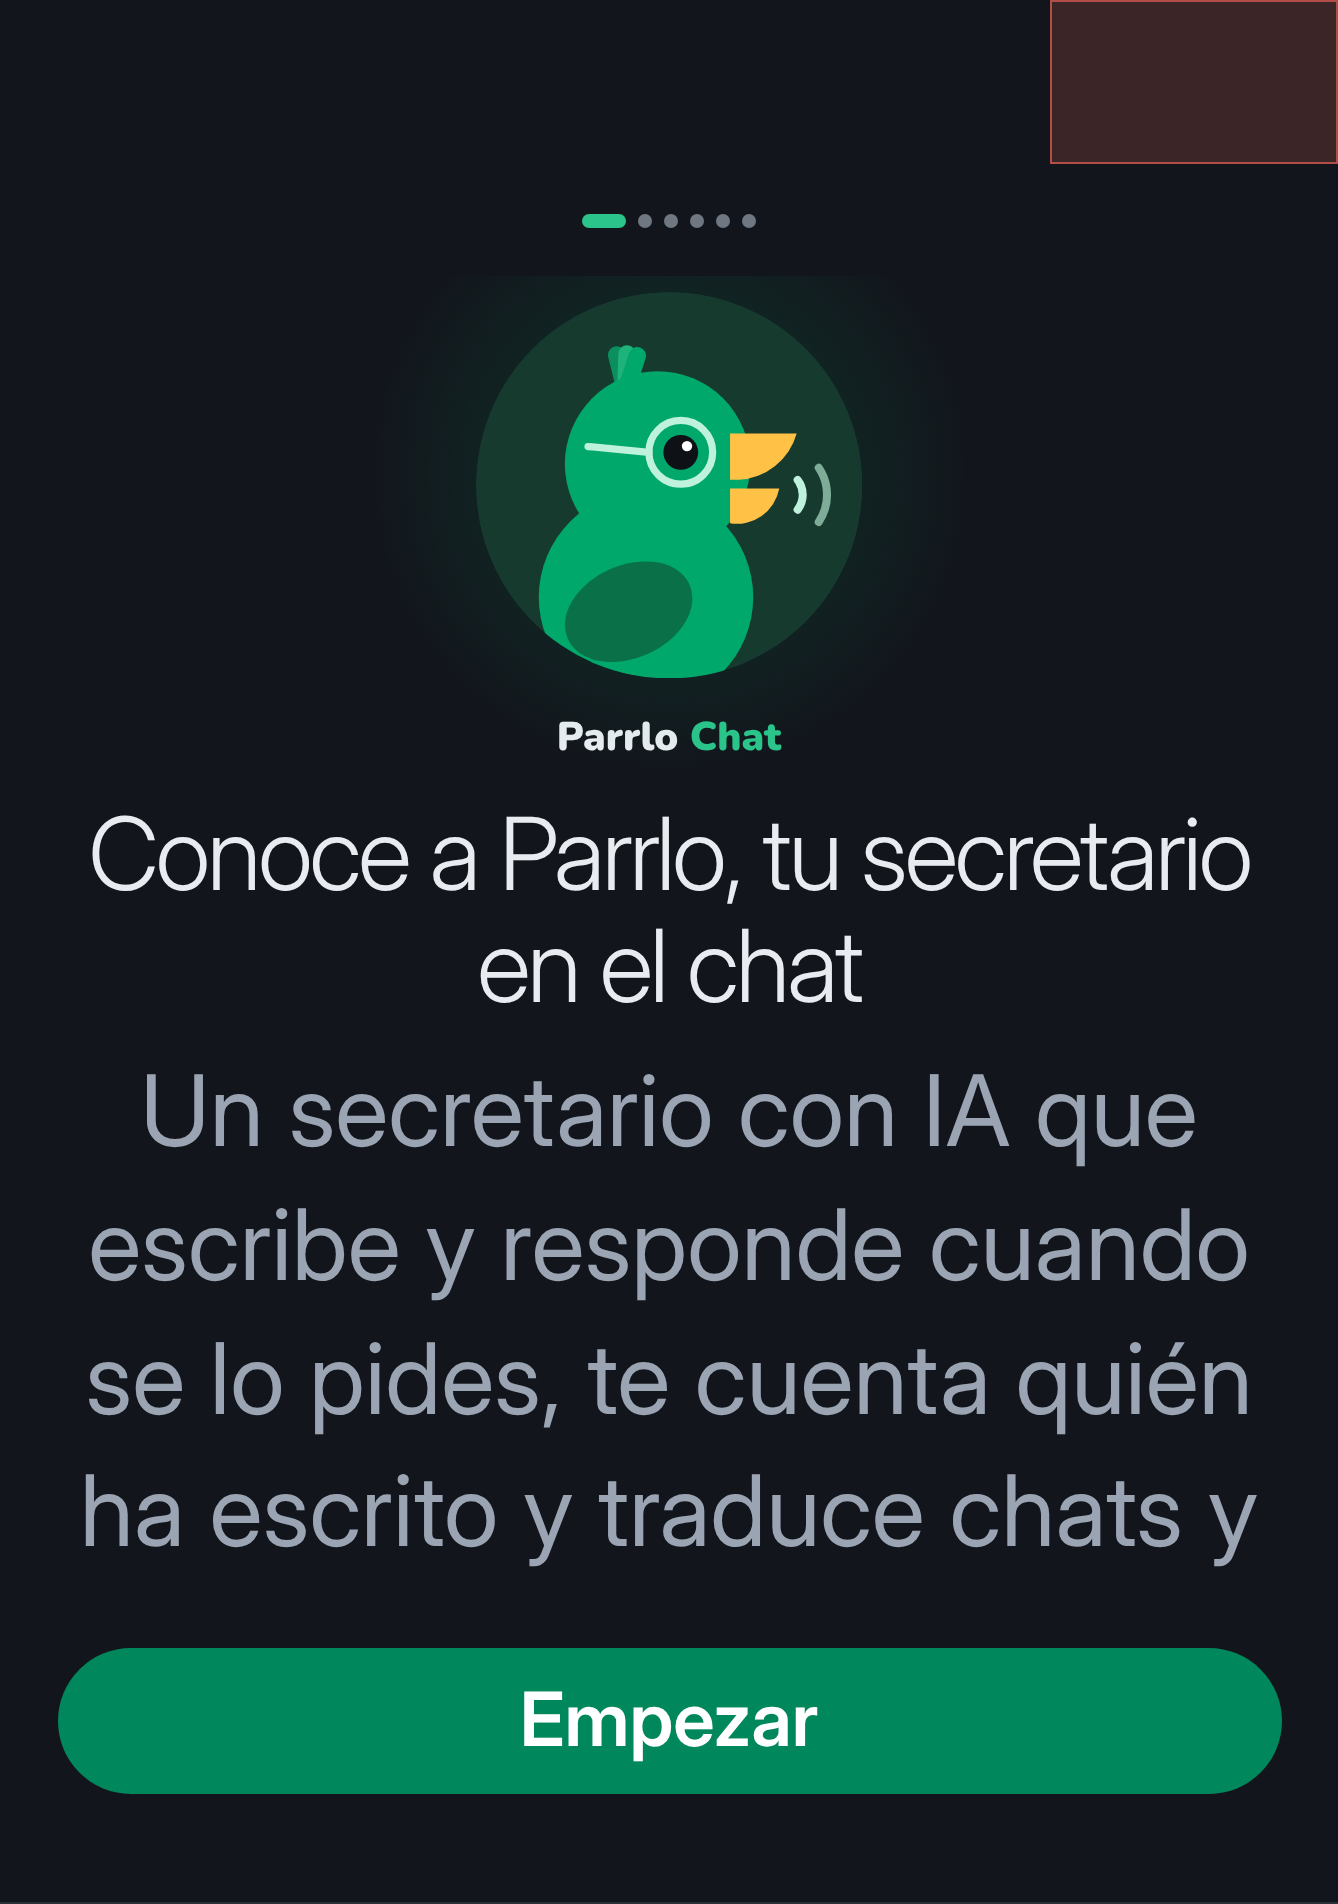 Parrlo Chat
Conoce a Parrlo, tu secretario
en el chat
Un secretario con IA que
escribe y responde cuando
se lo pides, te cuenta quién
ha escrito y traduce chats y
Empezar